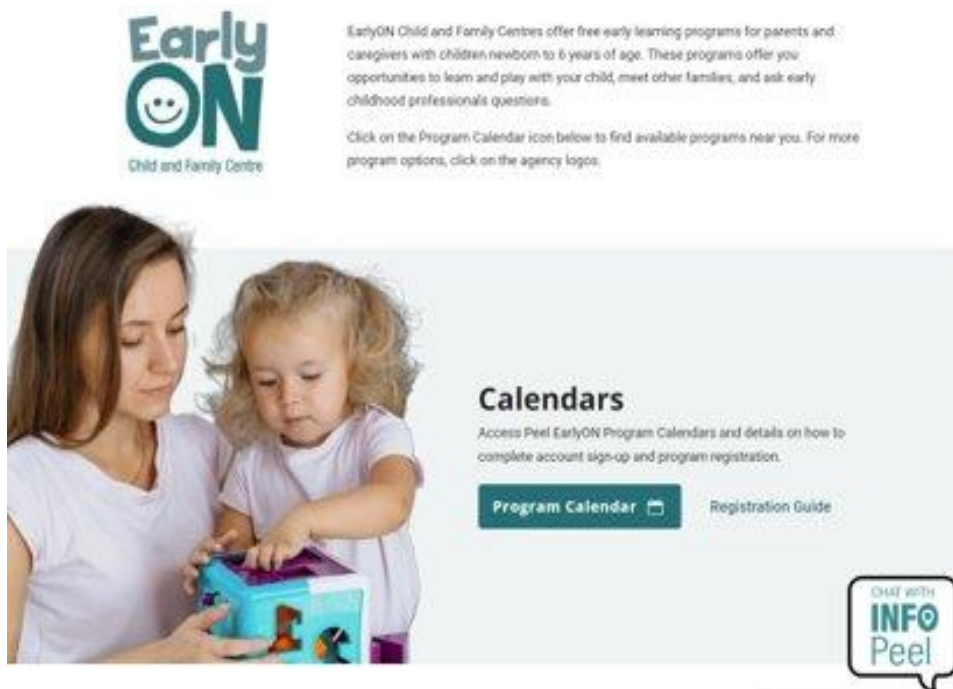 Early
ON
Child and Family Centre
EarlyON Child and Family Centres offer free early learning programs for parents and
caregivers with children newborn to 6 years of age. These programs offer you
opportunities to learn and play with your child, meet other families, and ask early
childhood professionals questions.
Click on the Program Calendar icon below to find available programs near you. For more
program options, click on the agency logos.
Calendars
Access Peel EarlyON Program Calendars and details on how to
complete account sign-up and program registration.
Program Calendar
Registration Guide
CHAT WITH
INFO
Peel